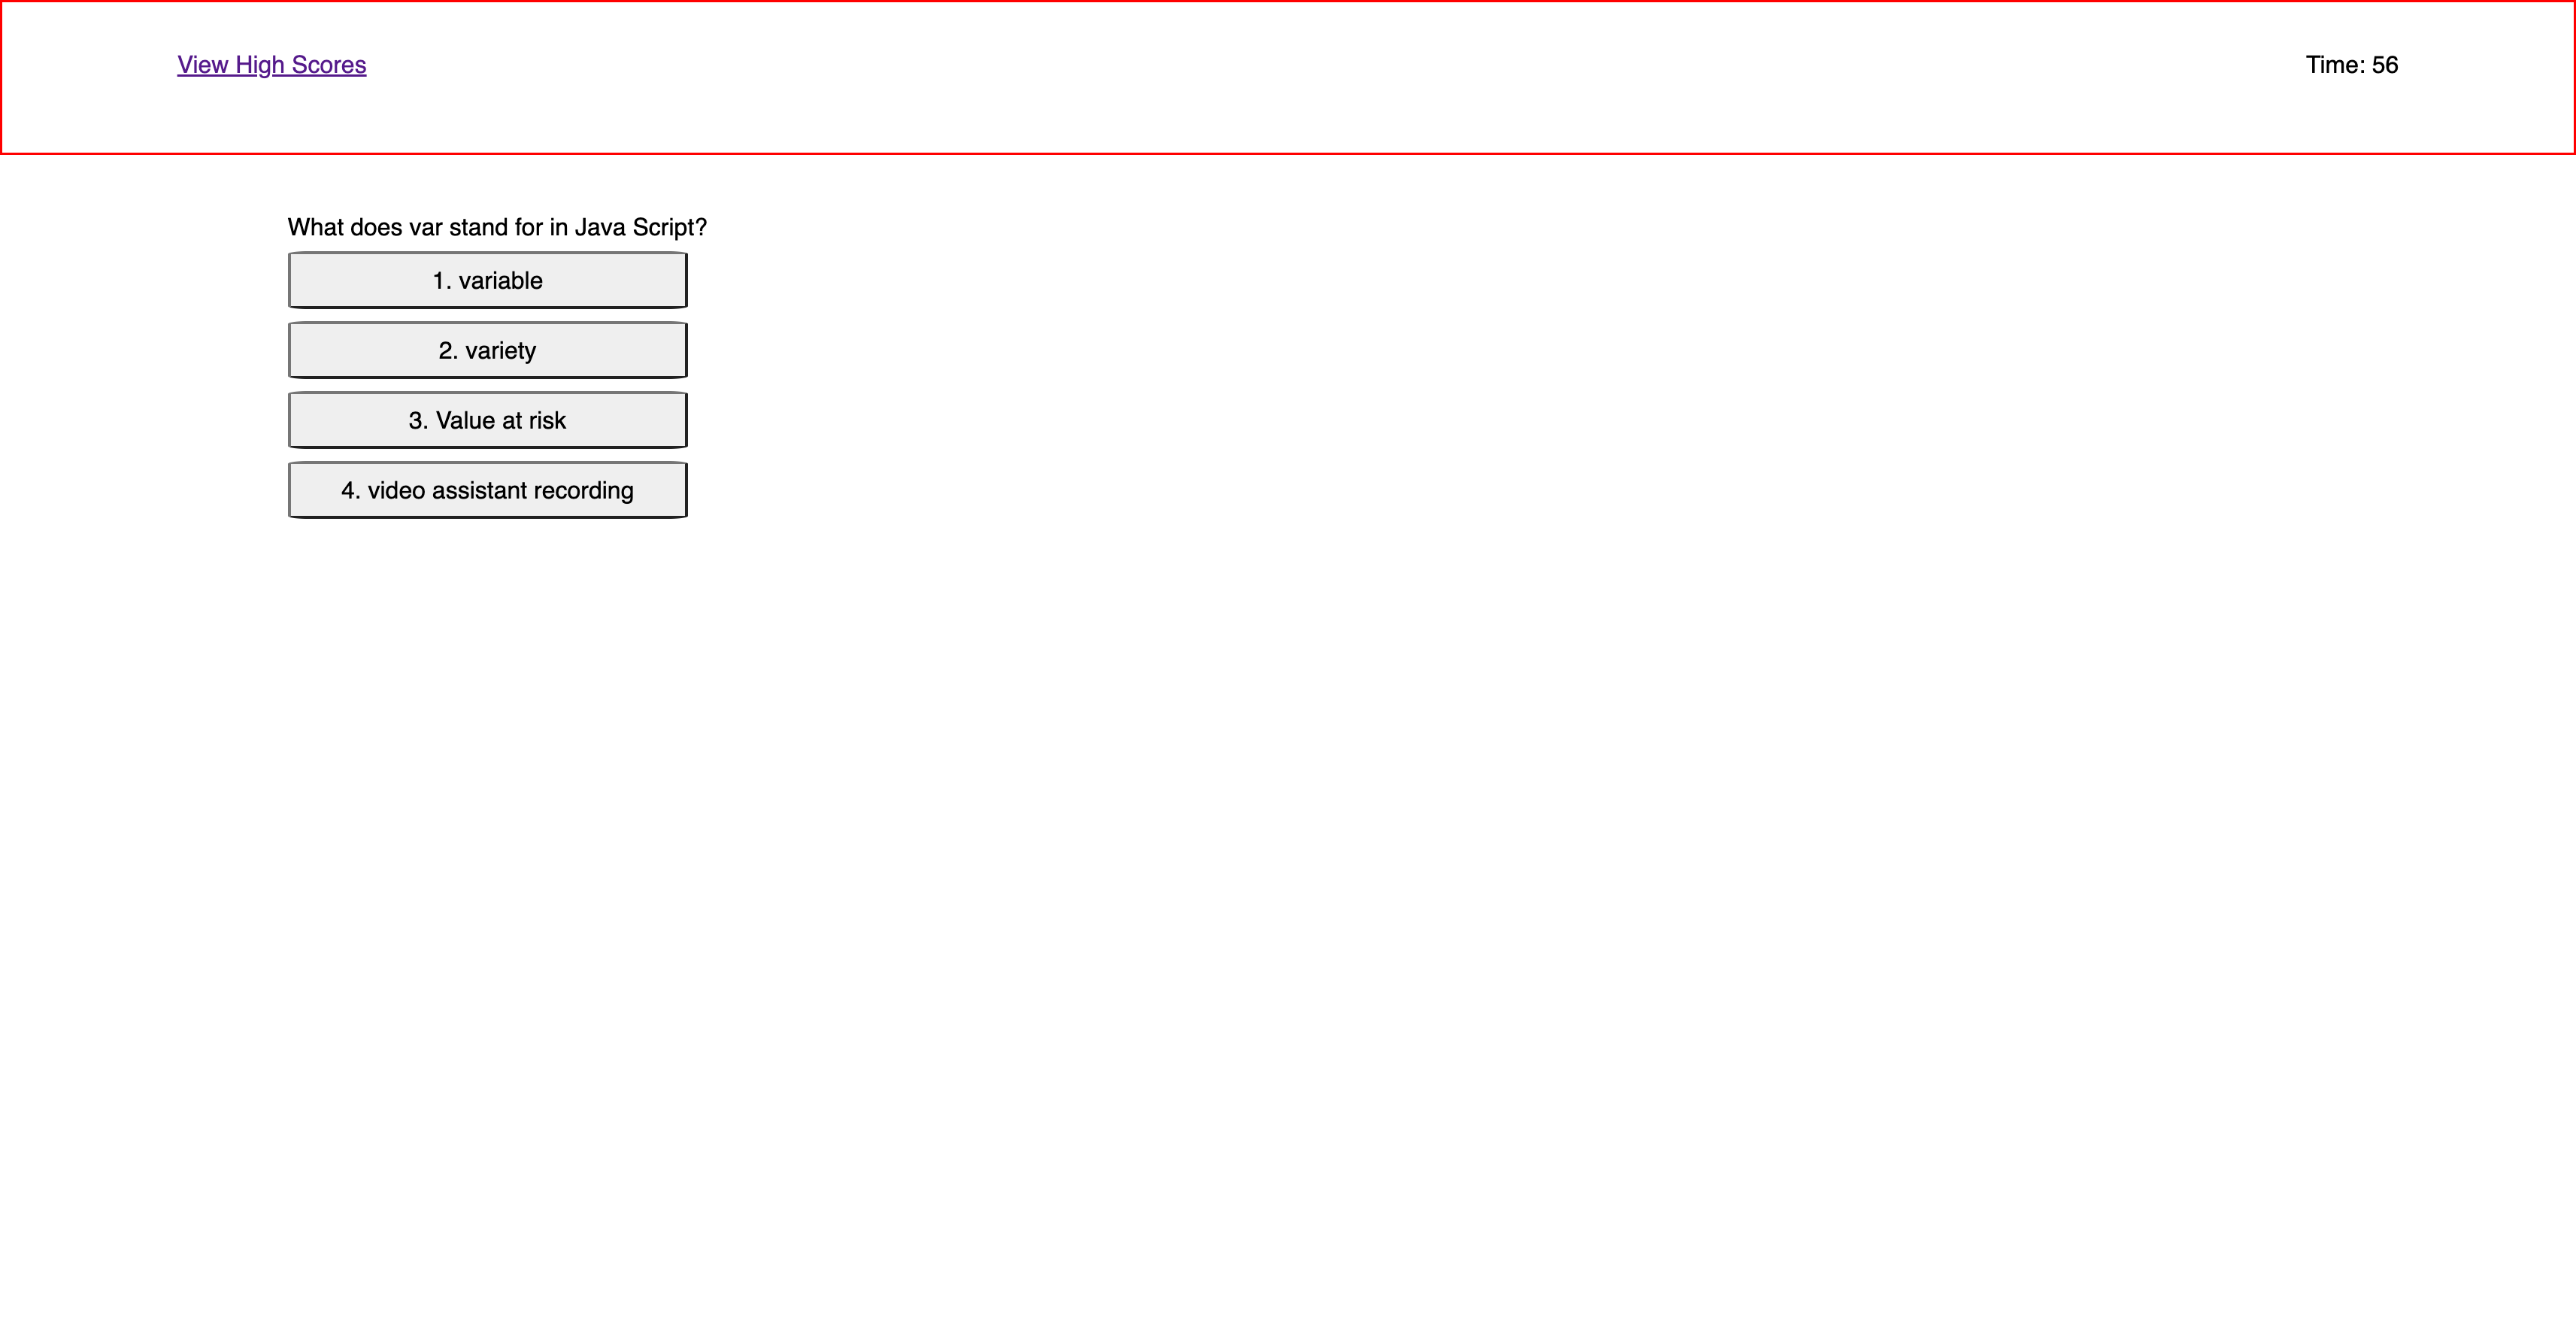 View High Scores
Time: 56
What does var stand for in Java Script?
1. variable
2. variety
3. Value at risk
4. video assistant recording